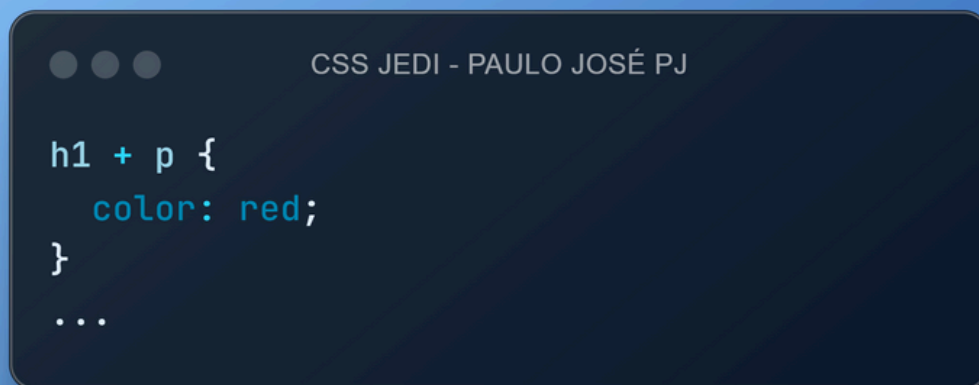 CSS JEDI - PAULO JOSÉ PJ
h1 + p {
  color: red;
}
...